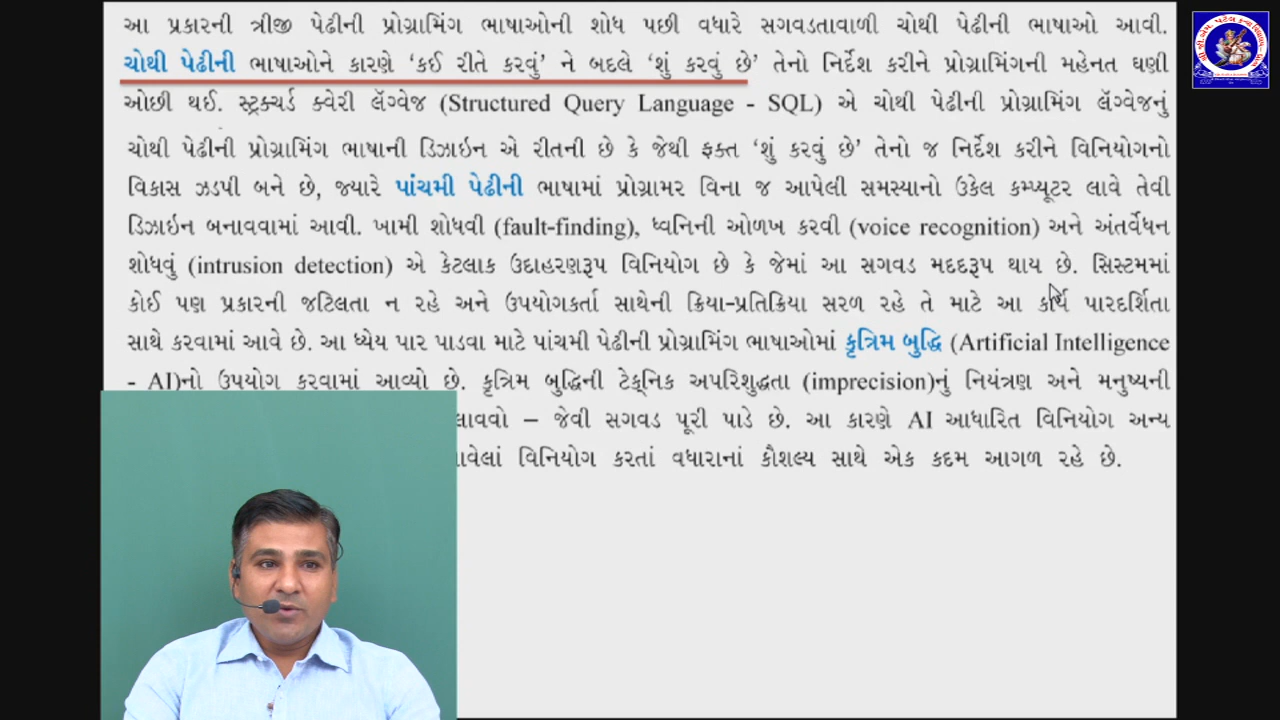 આ પ્રકારની ત્રીજી પેઢીની પ્રોગ્રામિંગ ભાષાઓની શોધ પછી વધારે સગવડતાવાળી ચોથી પેઢીની ભાષાઓ આવી.
ચોથી પેઢીની ભાષાઓને કારણે ‘કઈ રીતે કરવું’ ને બદલે ‘શું કરવું છે’ તેનો નિર્દેશ કરીને પ્રોગ્રામિંગની મહેનત ઘણી
ઓછી થઈ. સ્ટ્રક્ચર્ડ ક્વેરી લૅંગ્વેજ (Structured Query Language - SQL) એ ચોથી પેઢીની પ્રોગ્રામિંગ લૅંગ્વેજનું
ચોથી પેઢીની પ્રોગ્રામિંગ ભાષાની ડિઝાઇન એ રીતની છે કે જેથી ફક્ત ‘શું કરવું છે’ તેનો જ નિર્દેશ કરીને વિનિયોગનો
વિકાસ ઝડપી બને છે, જ્યારે પાંચમી પેઢીની ભાષામાં પ્રોગ્રામર વિના જ આપેલી સમસ્યાનો ઉકેલ કમ્પ્યૂટર લાવે તેવી
ડિઝાઇન બનાવવામાં આવી. ખામી શોધવી (fault-finding), ધ્વનિની ઓળખ કરવી (voice recognition) અને અંતર્વેધન
શોધવું (intrusion detection) એ કેટલાક ઉદાહરણરૂપ વિનિયોગ છે કે જેમાં આ સગવડ મદદરૂપ થાય છે. સિસ્ટમમાં
કોઈ પણ પ્રકારની જટિલતા ન રહે અને ઉપયોગકર્તા સાથેની ક્રિયા-પ્રતિક્રિયા સરળ રહે તે માટે આ કાર્ય પારદર્શિતા
સાથે કરવામાં આવે છે. આ ધ્યેય પાર પાડવા માટે પાંચમી પેઢીની પ્રોગ્રામિંગ ભાષાઓમાં કૃત્રિમ બુદ્ધિ (Artificial Intelligence
- AI)નો ઉપયોગ કરવામાં આવ્યો છે. કૃત્રિમ બુદ્ધિની ટેક્નિક અપરિશુદ્ધતા (imprecision)નું નિયંત્રણ અને મનુષ્યની
લાવવો – જેવી સગવડ પૂરી પાડે છે. આ કારણે AI આધારિત વિનિયોગ અન્ય
વિનિયોગ કરતાં વધારાનાં કૌશલ્ય સાથે એક કદમ આગળ રહે છે.